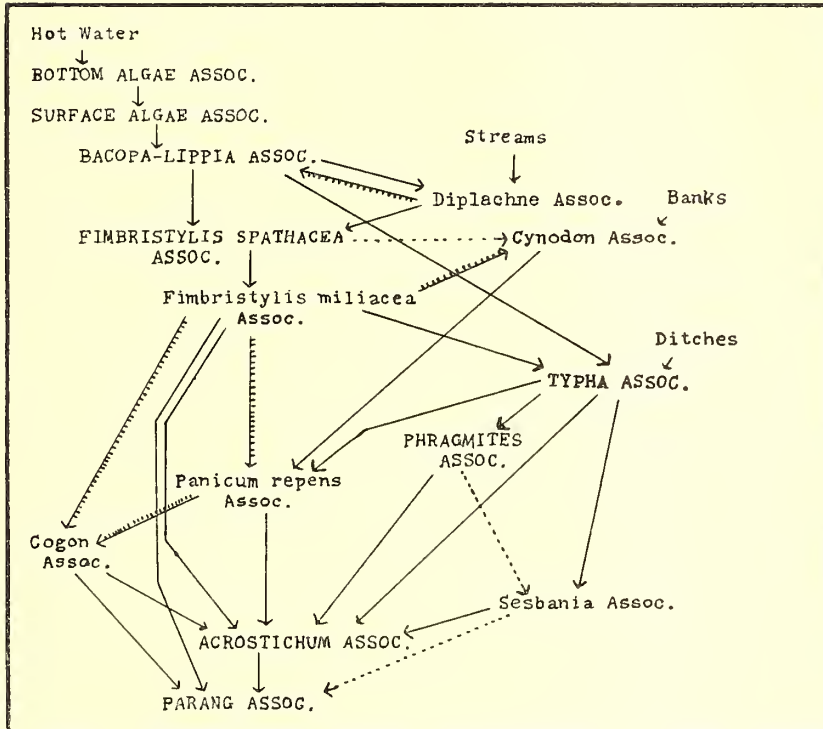 Hot Water
BOTTOM ALGAE ASSOC.
SURFACE ALGAE ASSOC.
Streams
BACOPA-LIPPIA ASSOC.
Diplachne Assoc.
Banks
FIMBRISTYLIS SPATHACEA
ASSOC.
Cynodon Assoc.
Fimbristylis miliacea
Assoc.
Ditches
TYPHA ASSOC.
PHRAGMITES
ASSOC.
Panicum repens
Assoc.
Cogon
Assoc.
Sesbania Assoc.
ACROSTICHUM ASSOC.
PARANG ASSOC.